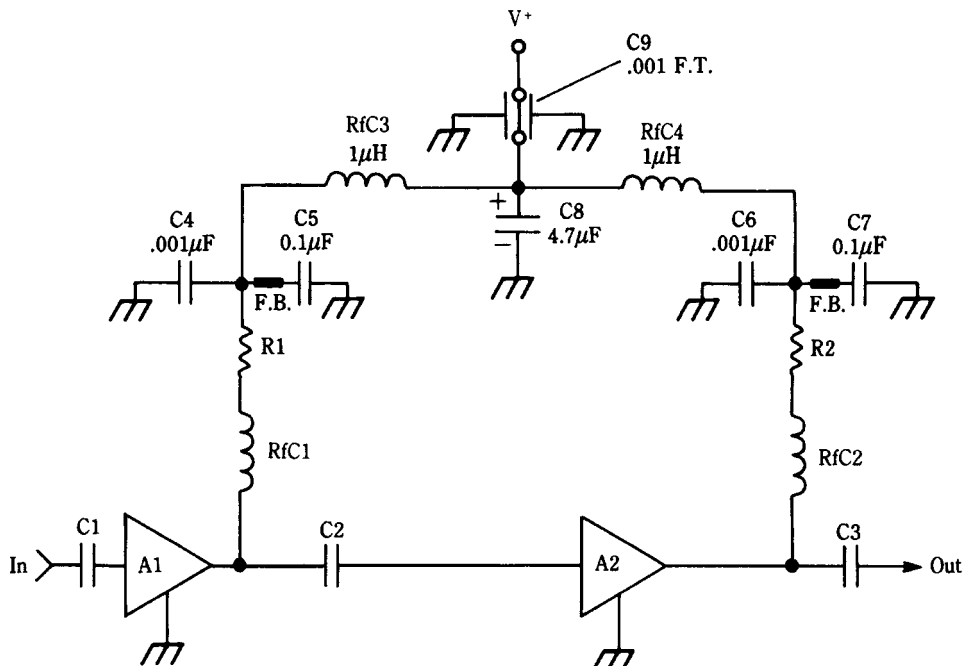 V+
C9
.001 F.T.
RfC3
1μH
RfC4
1μH
+
C8
4.7μF
−
C4
.001μF
C5
0.1μF
F.B.
C6
.001μF
C7
0.1μF
F.B.
R1
R2
RfC1
RfC2
In
C1
A1
C2
A2
C3
Out